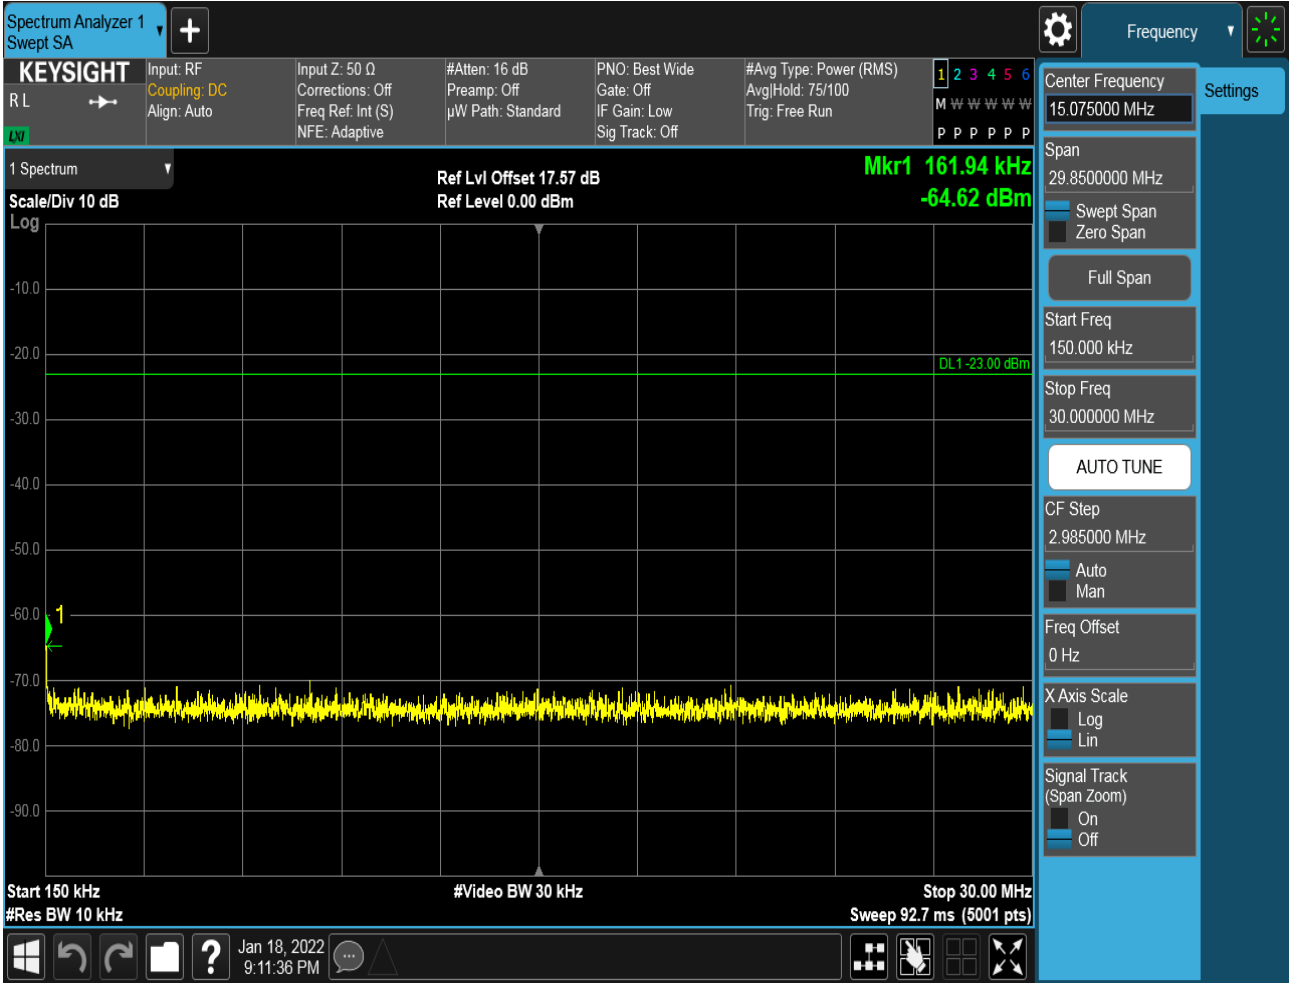 Spectrum Analyzer 1
Swept SA
Frequency
KEYSIGHT
R L
LXI
Input: RF
Coupling: DC
Align: Auto
Input Z: 50 Ω
Corrections: Off
Freq Ref: Int (S)
NFE: Adaptive
#Atten: 16 dB
Preamp: Off
µW Path: Standard
PNO: Best Wide
Gate: Off
IF Gain: Low
Sig Track: Off
#Avg Type: Power (RMS)
Avg|Hold: 75/100
Trig: Free Run
1 2 3 4 5 6
M W W W W W
P P P P P P
1 Spectrum
Scale/Div 10 dB
Log
Ref Lvl Offset 17.57 dB
Ref Level 0.00 dBm
Mkr1 161.94 kHz
-64.62 dBm
-10.0
-20.0
DL1 -23.00 dBm
-30.0
-40.0
-50.0
-60.0
1
-70.0
-80.0
-90.0
Start 150 kHz
#Video BW 30 kHz
Stop 30.00 MHz
#Res BW 10 kHz
Sweep 92.7 ms (5001 pts)
?
Jan 18, 2022
9:11:36 PM
Center Frequency
15.075000 MHz
Settings
Span
29.8500000 MHz
Swept Span
Zero Span
Full Span
Start Freq
150.000 kHz
Stop Freq
30.000000 MHz
AUTO TUNE
CF Step
2.985000 MHz
Auto
Man
Freq Offset
0 Hz
X Axis Scale
Log
Lin
Signal Track
(Span Zoom)
On
Off